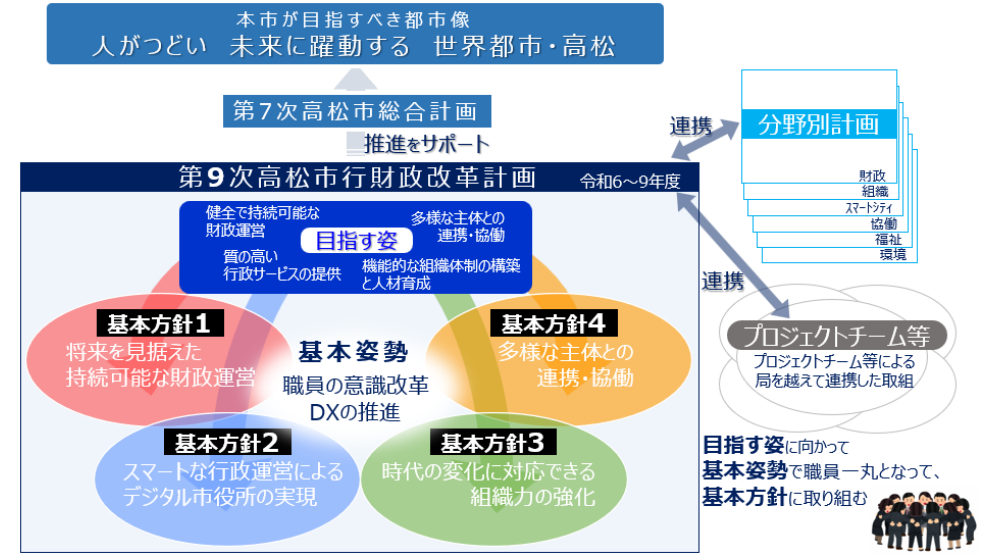 本市が目指すべき都市像
人がつどい 未来に躍動する 世界都市・高松
第7次高松市総合計画
推進をサポート
第9次高松市行財政改革計画 令和6～9年度
健全で持続可能な
財政運営
多様な主体との
連携・協働
目指す姿
質の高い
行政サービスの提供
機能的な組織体制の構築
と人材育成
基本方針1
将来を見据えた
持続可能な財政運営
基本方針4
多様な主体との
連携・協働
基本姿勢
職員の意識改革
DXの推進
基本方針2
スマートな行政運営による
デジタル市役所の実現
基本方針3
時代の変化に対応できる
組織力の強化
連携
分野別計画
財政
組織
スマートシティ
協働
福祉
環境
連携
プロジェクトチーム等
プロジェクトチーム等による
局を越えて連携した取組
目指す姿に向かって
基本姿勢で職員一丸となって、
基本方針に取り組む